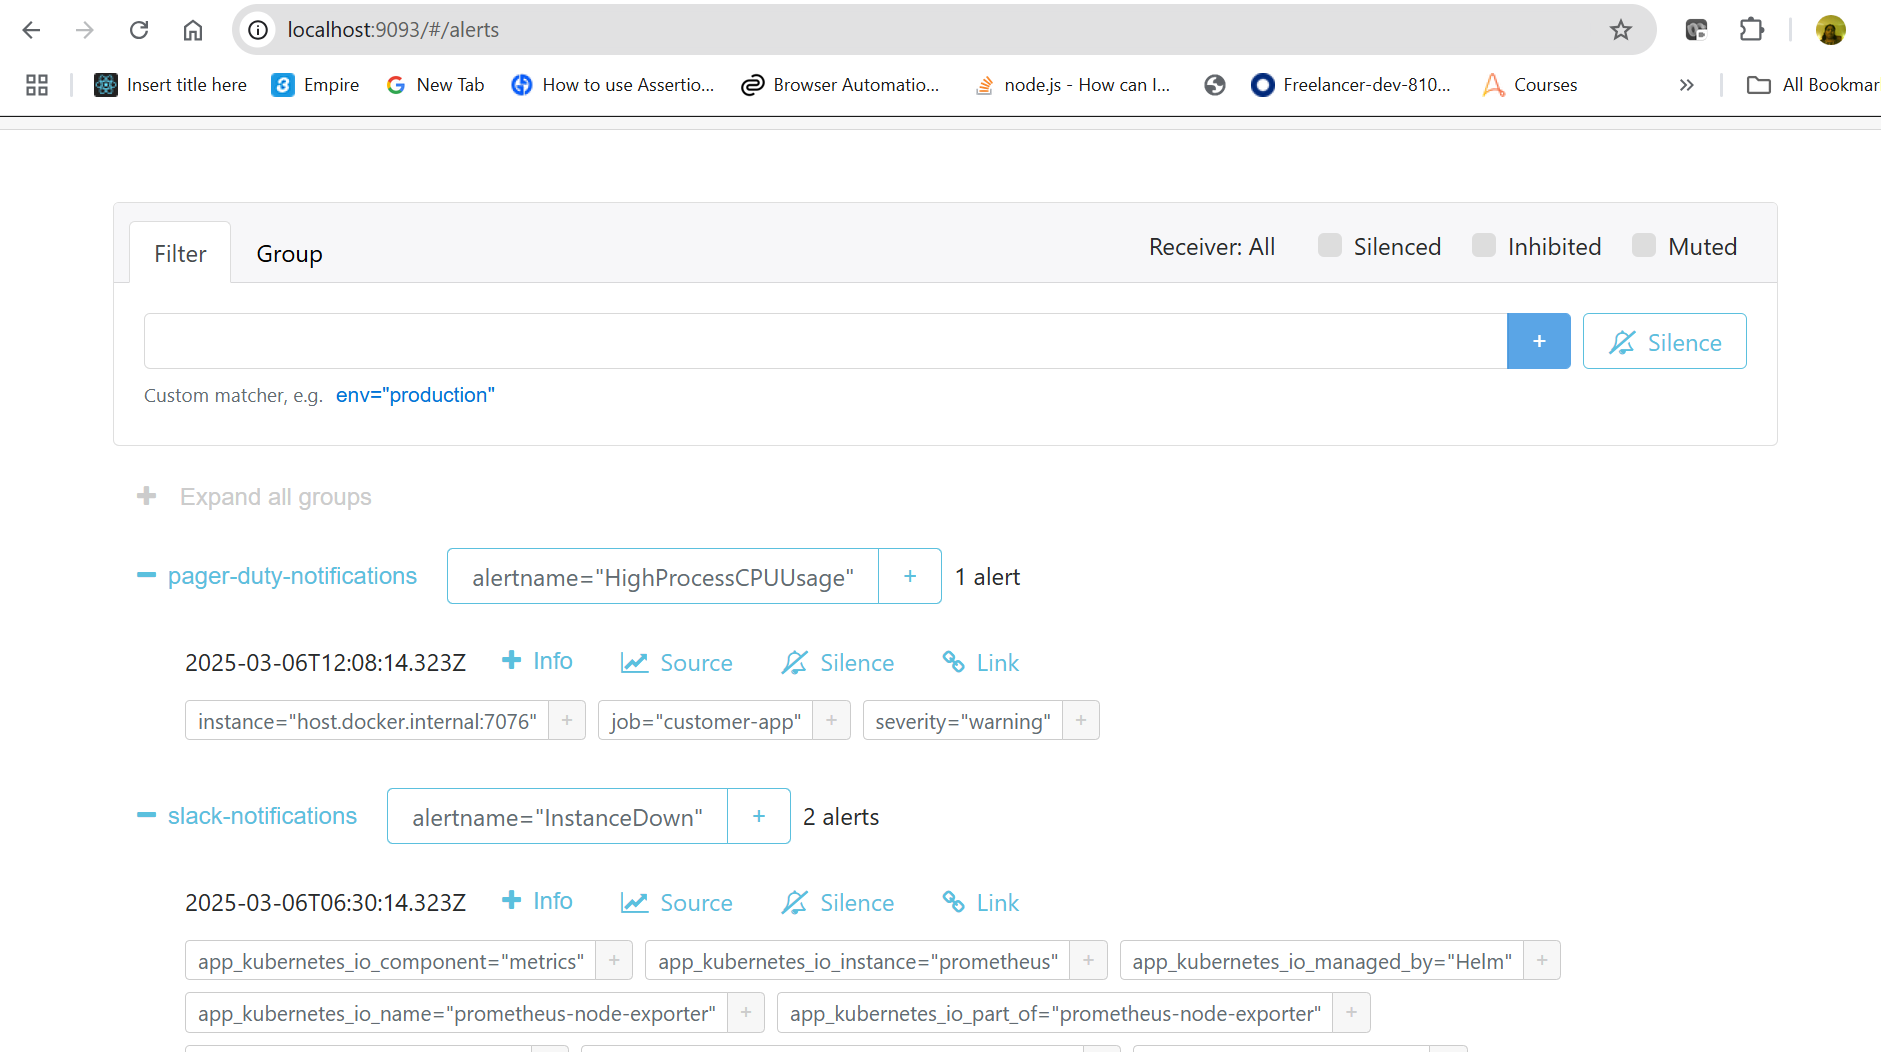 localhost:9093/#/alerts
Insert title here Empire New Tab How to use Assertio... Browser Automatio... node.js - How can I... Freelancer-dev-810... Courses » All Bookmar
Filter Group Receiver: All Silenced Inhibited Muted
+ Silence
Custom matcher, e.g. env="production"
+ Expand all groups
pager-duty-notifications alertname="HighProcessCPUUsage" + 1 alert
2025-03-06T12:08:14.323Z + Info Source Silence Link
instance="host.docker.internal:7076" + job="customer-app" + severity="warning" +
slack-notifications alertname="InstanceDown" + 2 alerts
2025-03-06T06:30:14.323Z + Info Source Silence Link
app_kubernetes_io_component="metrics" + app_kubernetes_io_instance="prometheus" + app_kubernetes_io_managed_by="Helm" +
app_kubernetes_io_name="prometheus-node-exporter" + app_kubernetes_io_part_of="prometheus-node-exporter" +